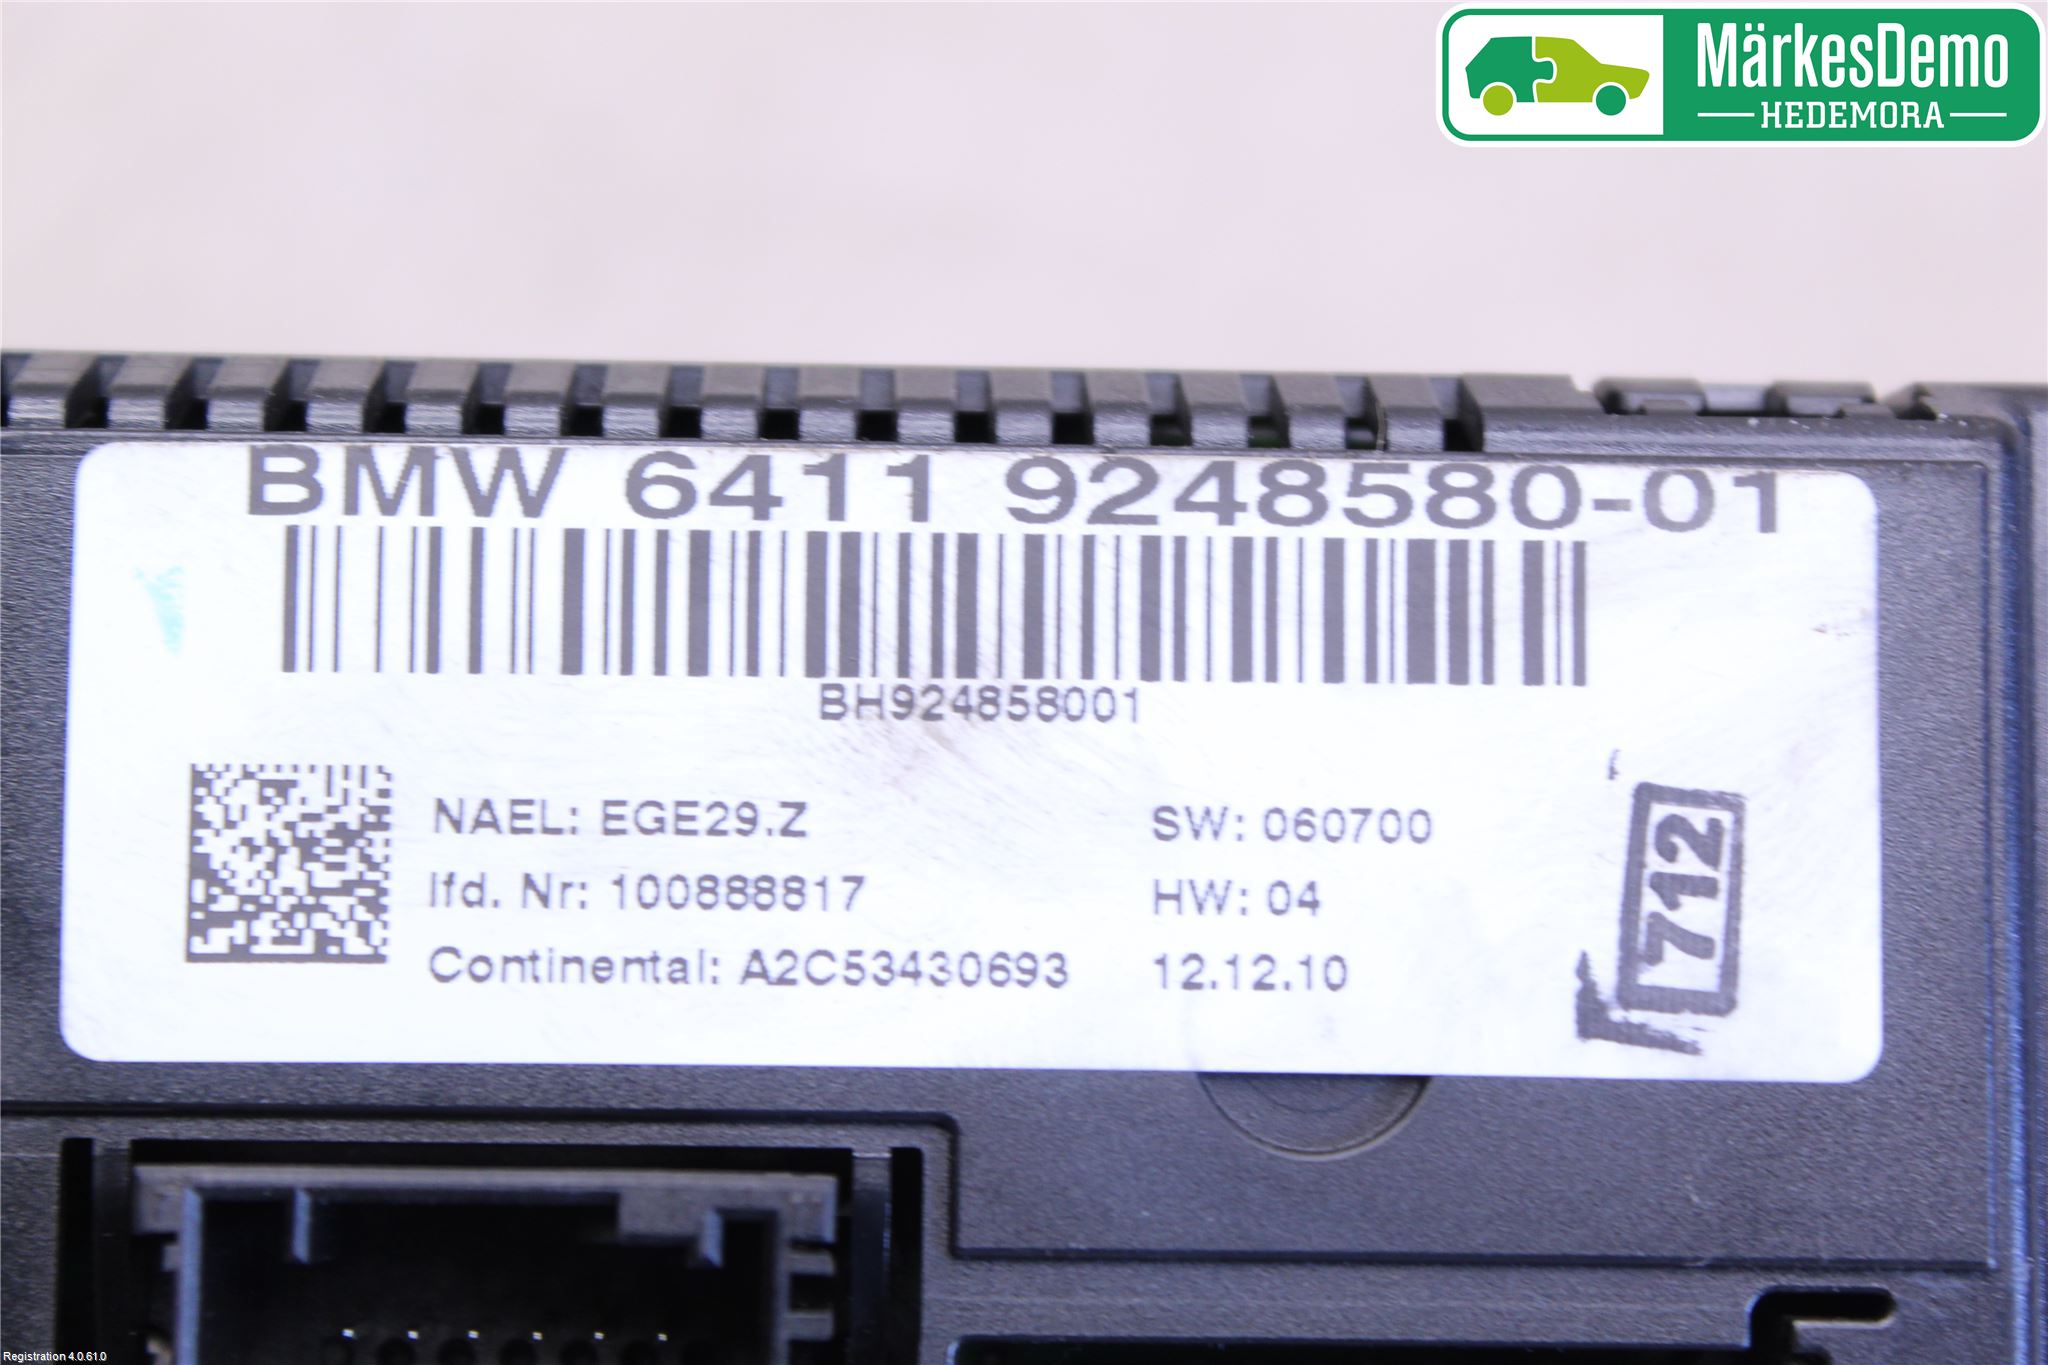 MärkesDemo
HEDEMORA
BMW 6411 9248580-01
BH924858001
NAEL: EGE29.Z
SW: 060700
lfd. Nr: 100888817
HW: 04
Continental: A2C53430693
12.12.10
712
Registration 4.0.61.0